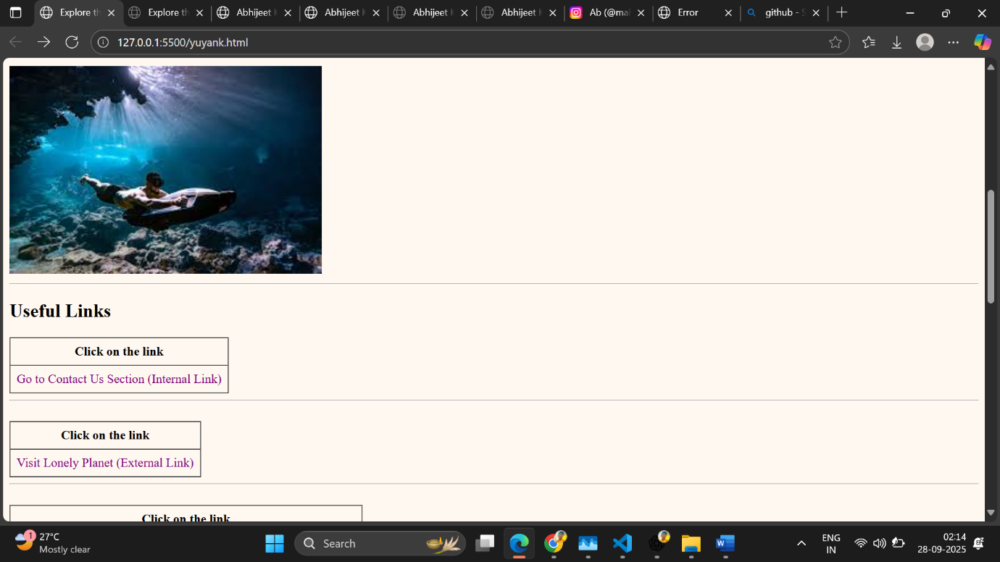 Explore th
Explore th
Abhijeet
Abhijeet
Abhijeet
Abhijeet
Ab (@mal
Error
github - S
127.0.0.1:5500/yuyank.html
Useful Links
Click on the link
Go to Contact Us Section (Internal Link)
Click on the link
Visit Lonely Planet (External Link)
Click on the link
1
27°C
Mostly clear
Search
ENG
IN
02:14
28-09-2025